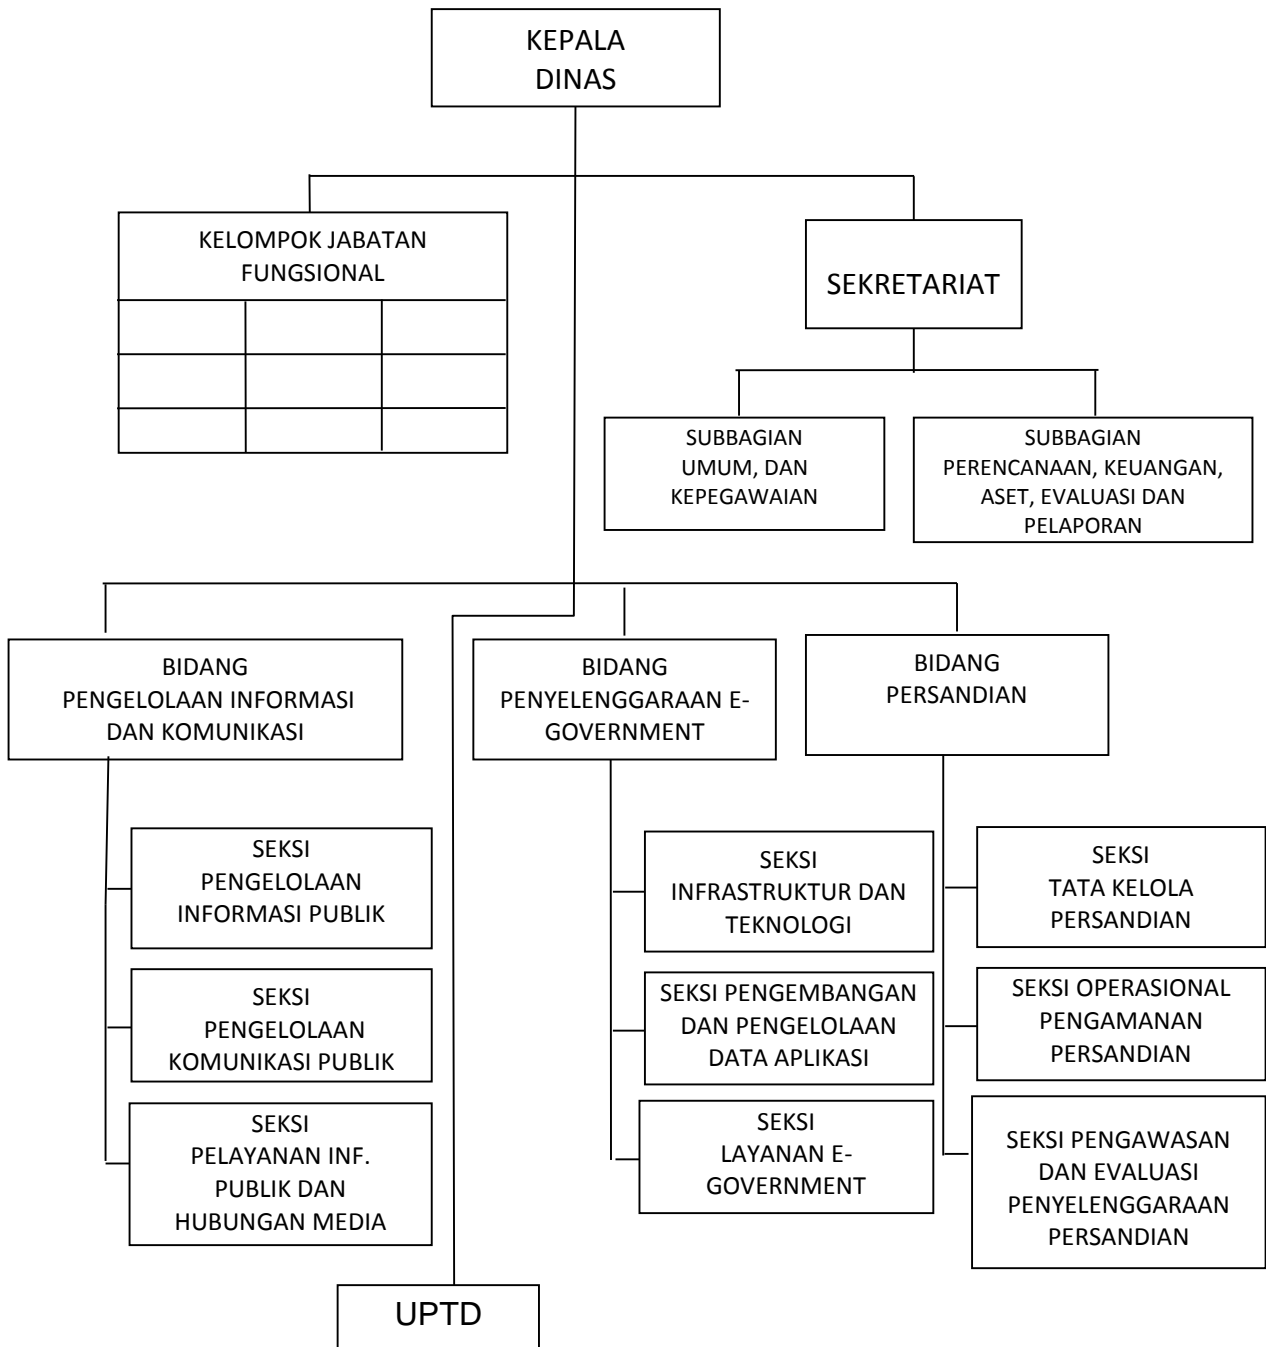 KEPALA
DINAS
KELOMPOK JABATAN
FUNGSIONAL
SEKRETARIAT
SUBBAGIAN
UMUM, DAN
KEPEGAWAIAN
SUBBAGIAN
PERENCANAAN, KEUANGAN,
ASET, EVALUASI DAN
PELAPORAN
BIDANG
PENGELOLAAN INFORMASI
DAN KOMUNIKASI
BIDANG
PENYELENGGARAAN E-
GOVERNMENT
BIDANG
PERSANDIAN
SEKSI
PENGELOLAAN
INFORMASI PUBLIK
SEKSI
PENGELOLAAN
KOMUNIKASI PUBLIK
SEKSI
PELAYANAN INF.
PUBLIK DAN
HUBUNGAN MEDIA
SEKSI
INFRASTRUKTUR DAN
TEKNOLOGI
SEKSI PENGEMBANGAN
DAN PENGELOLAAN
DATA APLIKASI
SEKSI
LAYANAN E-
GOVERNMENT
SEKSI
TATA KELOLA
PERSANDIAN
SEKSI OPERASIONAL
PENGAMANAN
PERSANDIAN
SEKSI PENGAWASAN
DAN EVALUASI
PENYELENGGARAAN
PERSANDIAN
UPTD